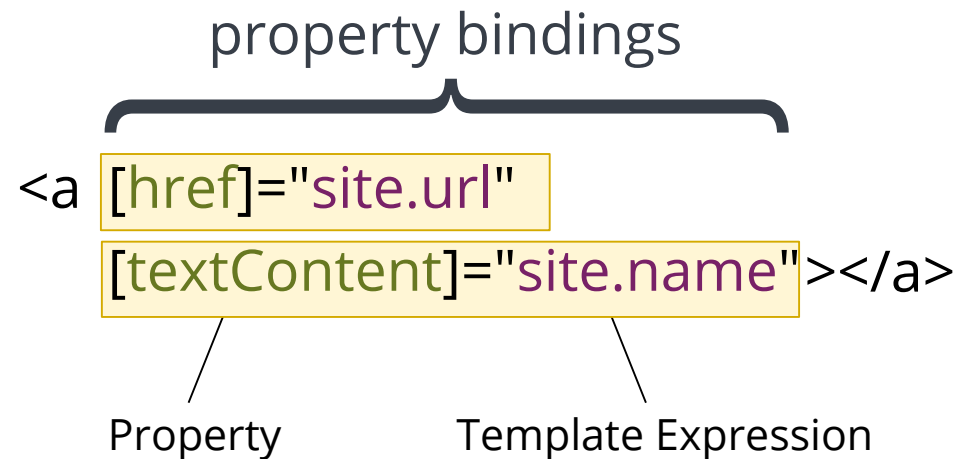 property bindings
<a [href]="site.url"
[textContent]="site.name"></a>
Property Template Expression